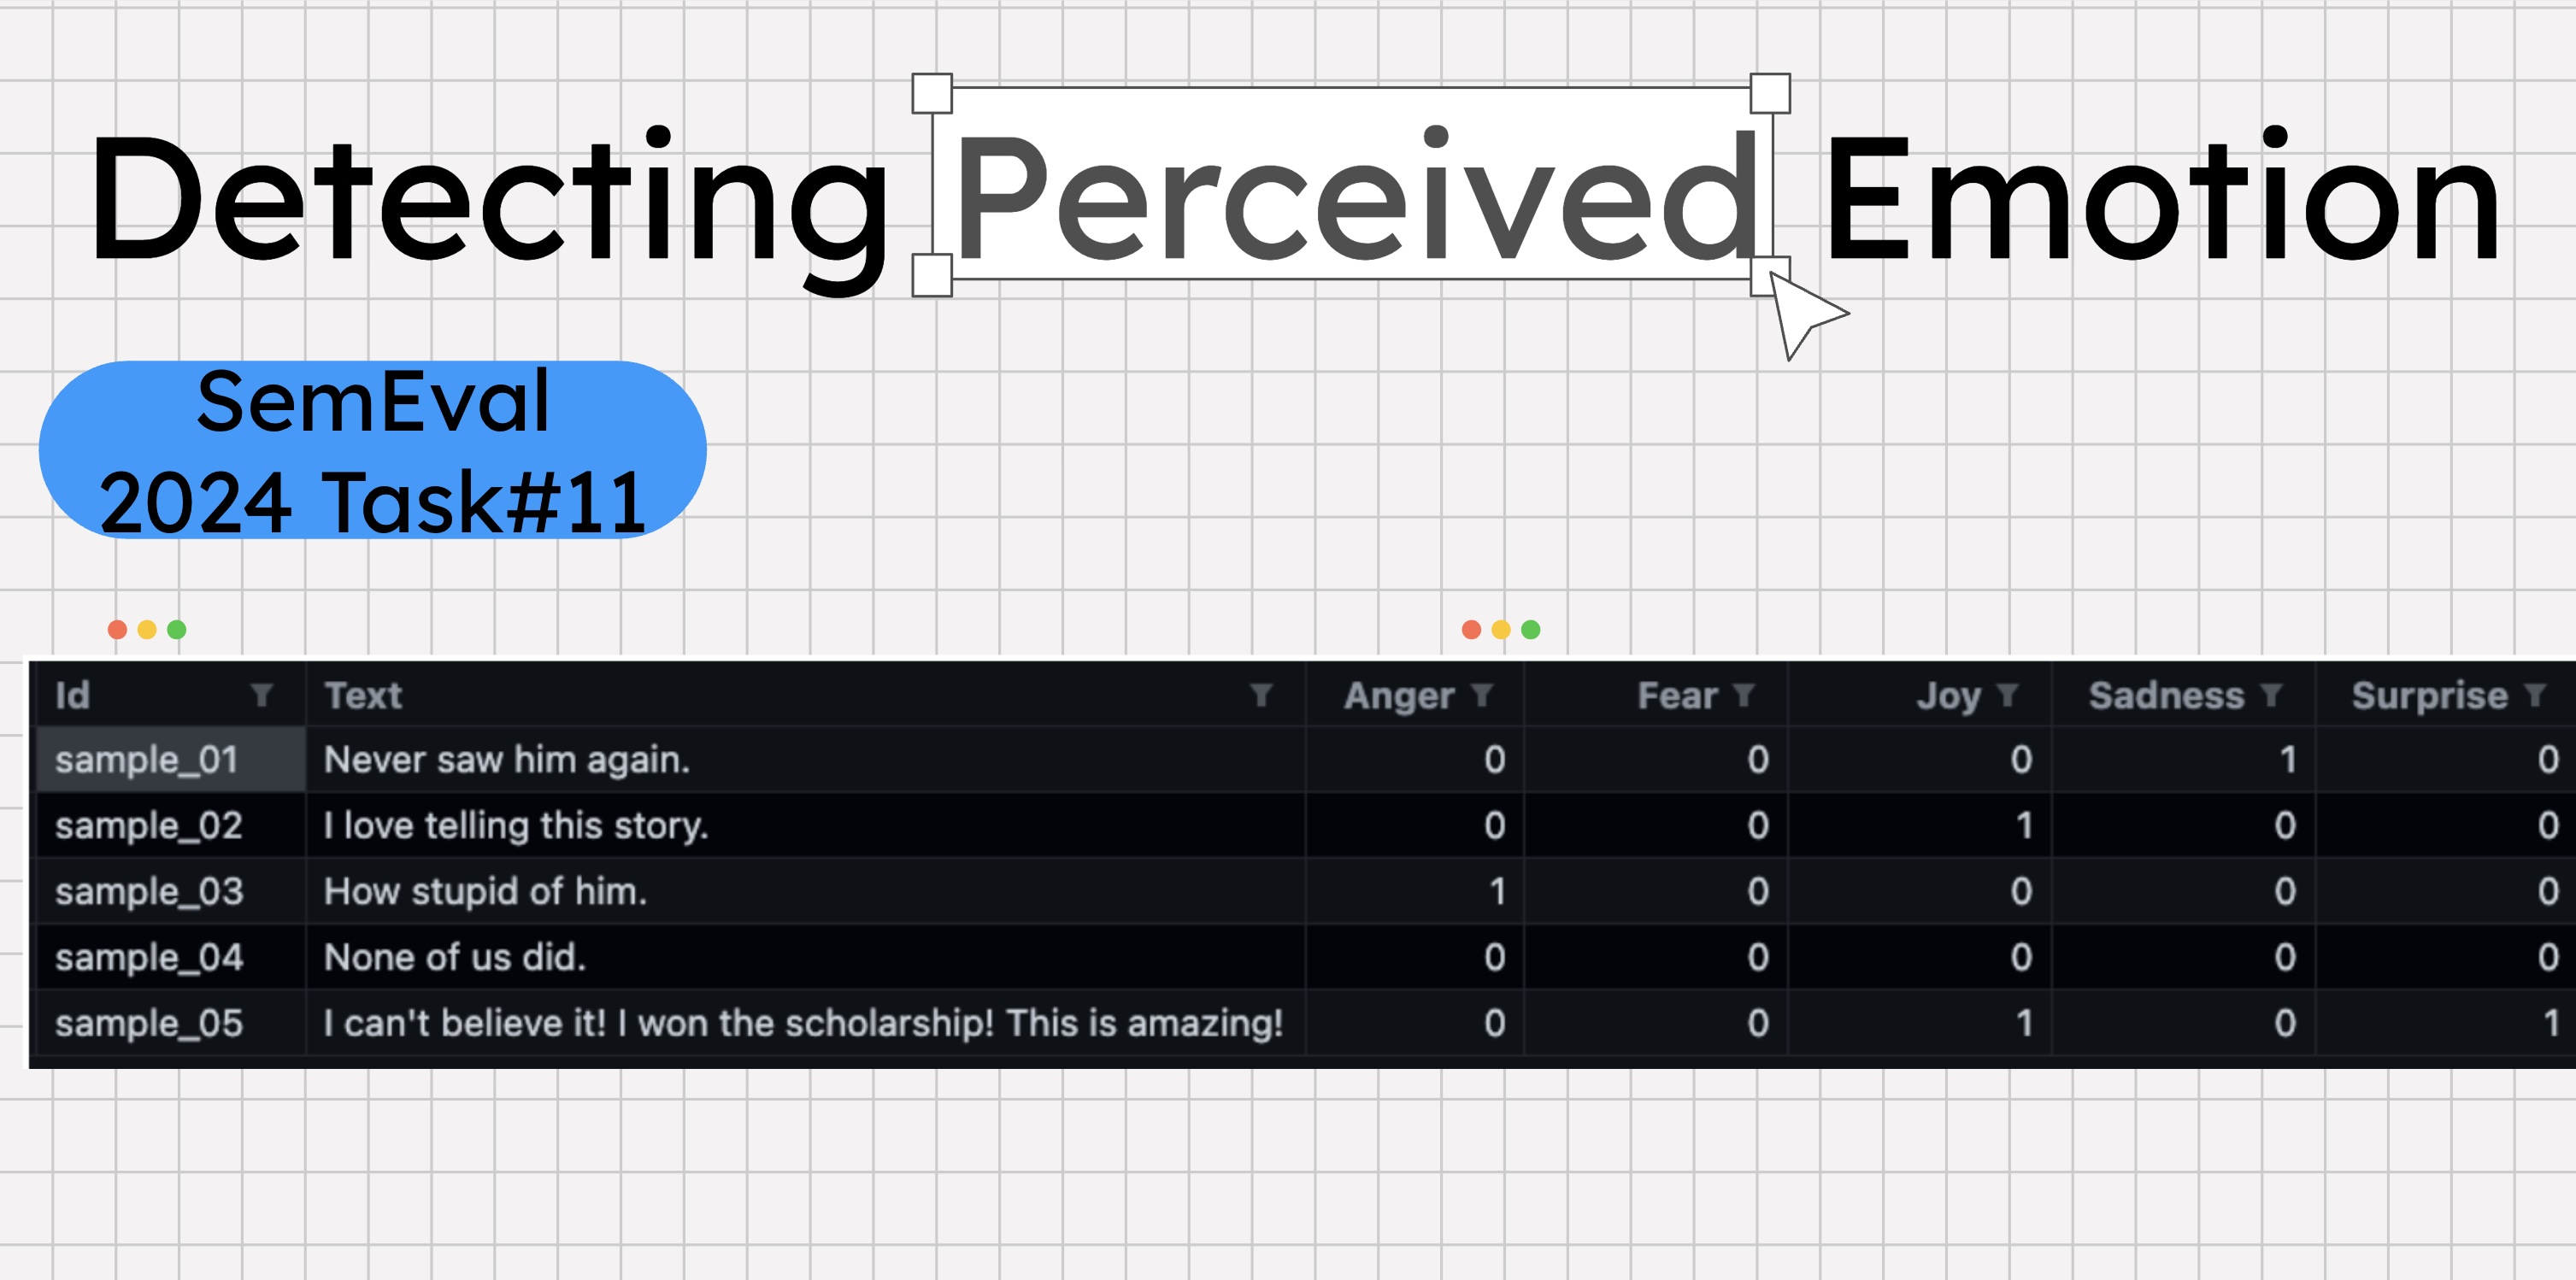 Detecting Perceived Emotion
SemEval
2024 Task#11
Id Text Anger Fear Joy Sadness Surprise
sample_01 Never saw him again. 0 0 0 1 0
sample_02 I love telling this story. 0 0 1 0 0
sample_03 How stupid of him. 1 0 0 0 0
sample_04 None of us did. 0 0 0 0 0
sample_05 I can't believe it! I won the scholarship! This is amazing! 0 0 1 0 1